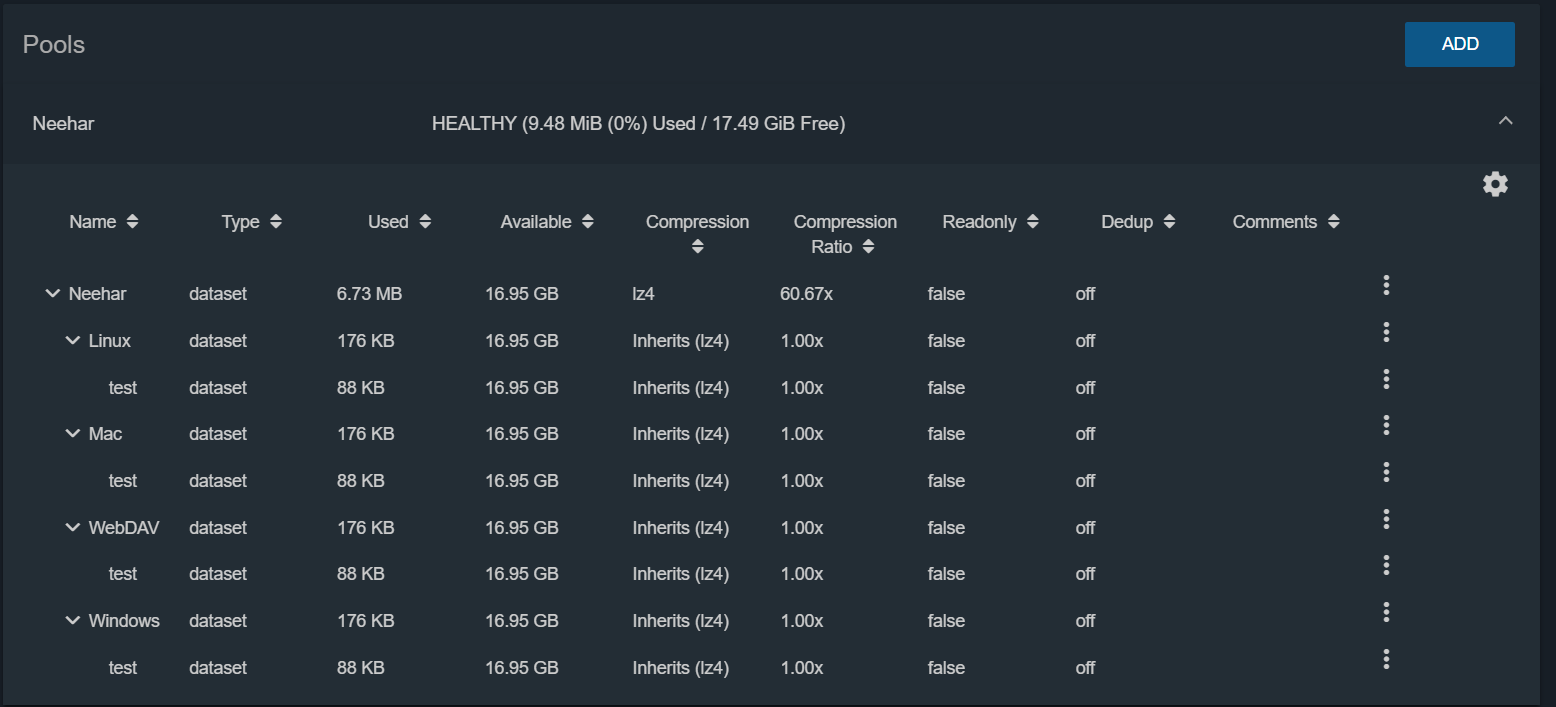 Pools
ADD
Neehar HEALTHY (9.48 MiB (0%) Used / 17.49 GiB Free)
Name Type Used Available Compression Compression Ratio Readonly Dedup Comments
Neehar dataset 6.73 MB 16.95 GB lz4 60.67x false off
Linux dataset 176 KB 16.95 GB Inherits (lz4) 1.00x false off
test dataset 88 KB 16.95 GB Inherits (lz4) 1.00x false off
Mac dataset 176 KB 16.95 GB Inherits (lz4) 1.00x false off
test dataset 88 KB 16.95 GB Inherits (lz4) 1.00x false off
WebDAV dataset 176 KB 16.95 GB Inherits (lz4) 1.00x false off
test dataset 88 KB 16.95 GB Inherits (lz4) 1.00x false off
Windows dataset 176 KB 16.95 GB Inherits (lz4) 1.00x false off
test dataset 88 KB 16.95 GB Inherits (lz4) 1.00x false off